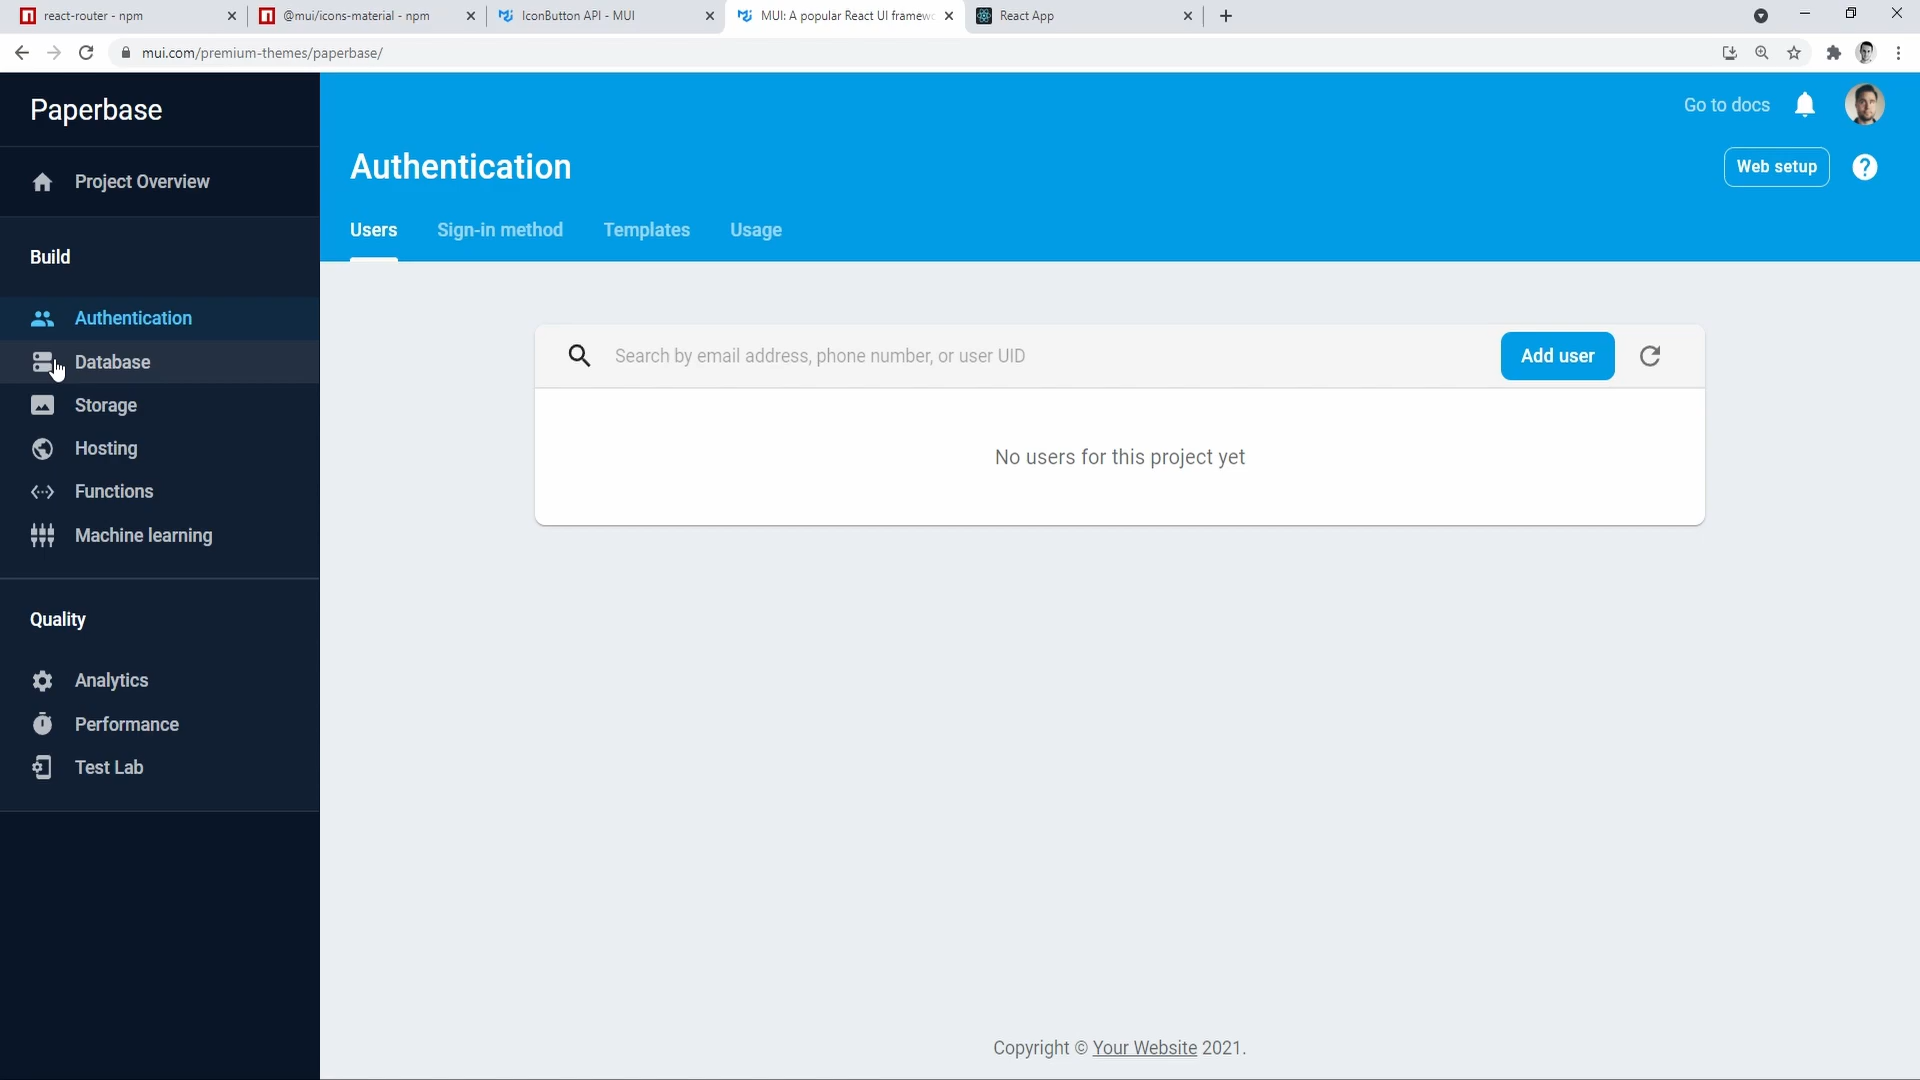 react-router - npm
@mui/icons-material - npm
IconButton API - MUI
MUI: A popular React UI framewo
React App
mui.com/premium-themes/paperbase/
Paperbase
Go to docs
Project Overview
Authentication
Web setup
Users
Sign-in method
Templates
Usage
Build
Authentication
Database
Storage
Hosting
Functions
Machine learning
Search by email address, phone number, or user UID
Add user
No users for this project yet
Quality
Analytics
Performance
Test Lab
Copyright © Your Website 2021.